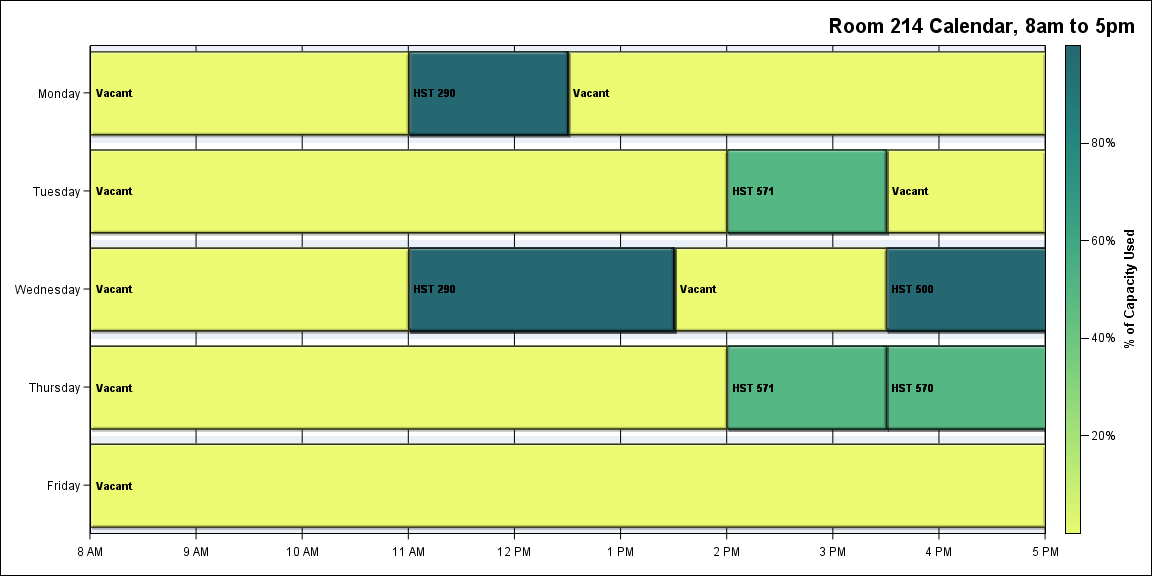 Room 214 Calendar, 8am to 5pm
Monday
Vacant
HST 290
Vacant
Tuesday
Vacant
HST 571
Vacant
Wednesday
Vacant
HST 290
Vacant
HST 500
Thursday
Vacant
HST 571
HST 570
Friday
Vacant
8 AM
9 AM
10 AM
11 AM
12 PM
1 PM
2 PM
3 PM
4 PM
5 PM
80%
60%
40%
20%
% of Capacity Used